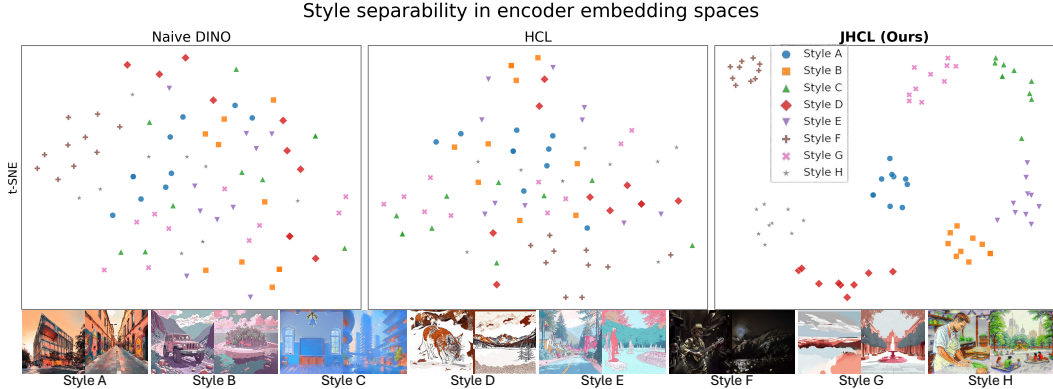 Style separability in encoder embedding spaces
Naive DINO
HCL
JHCL (Ours)
t-SNE
Style A
Style B
Style C
Style D
Style E
Style F
Style G
Style H
Style A
Style B
Style C
Style D
Style E
Style F
Style G
Style H